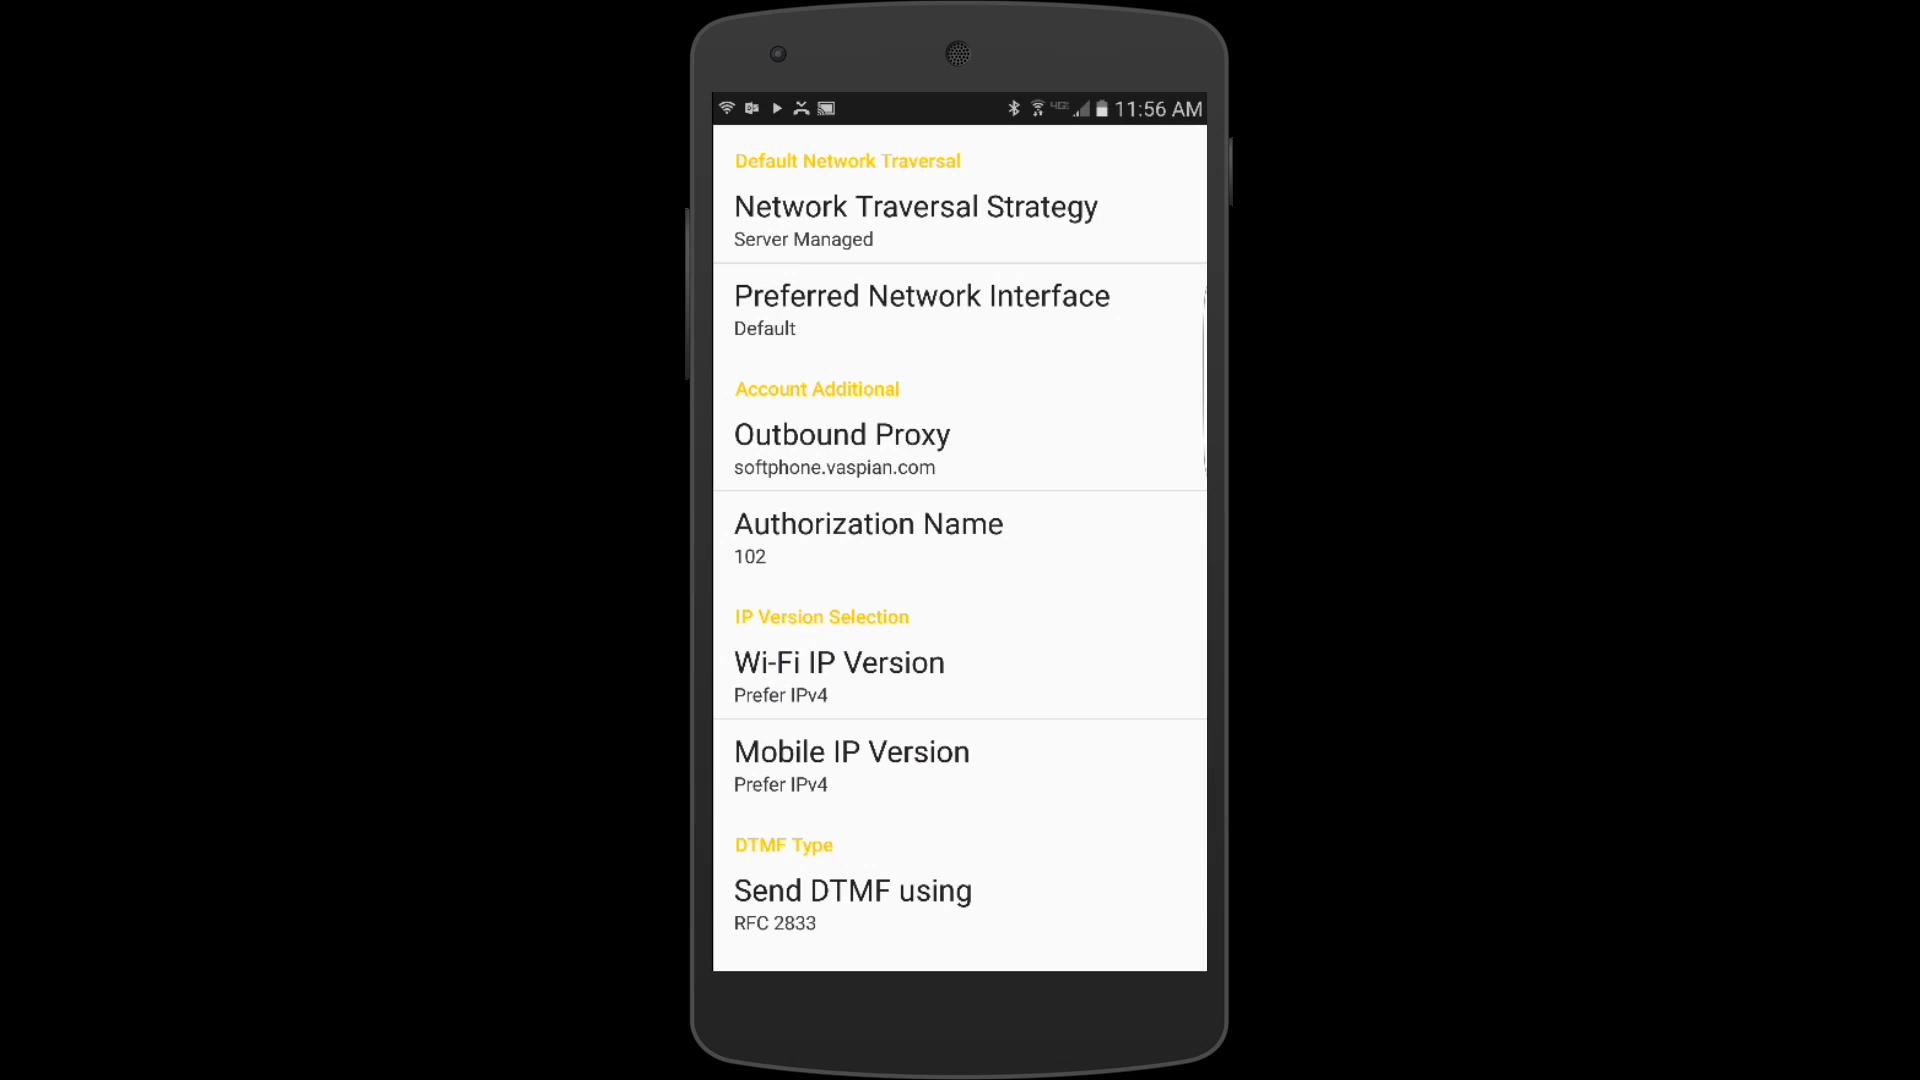 11:56 AM
Default Network Traversal
Network Traversal Strategy
Server Managed
Preferred Network Interface
Default
Account Additional
Outbound Proxy
softphone.vaspian.com
Authorization Name
102
IP Version Selection
Wi-Fi IP Version
Prefer IPv4
Mobile IP Version
Prefer IPv4
DTMF Type
Send DTMF using
RFC 2833